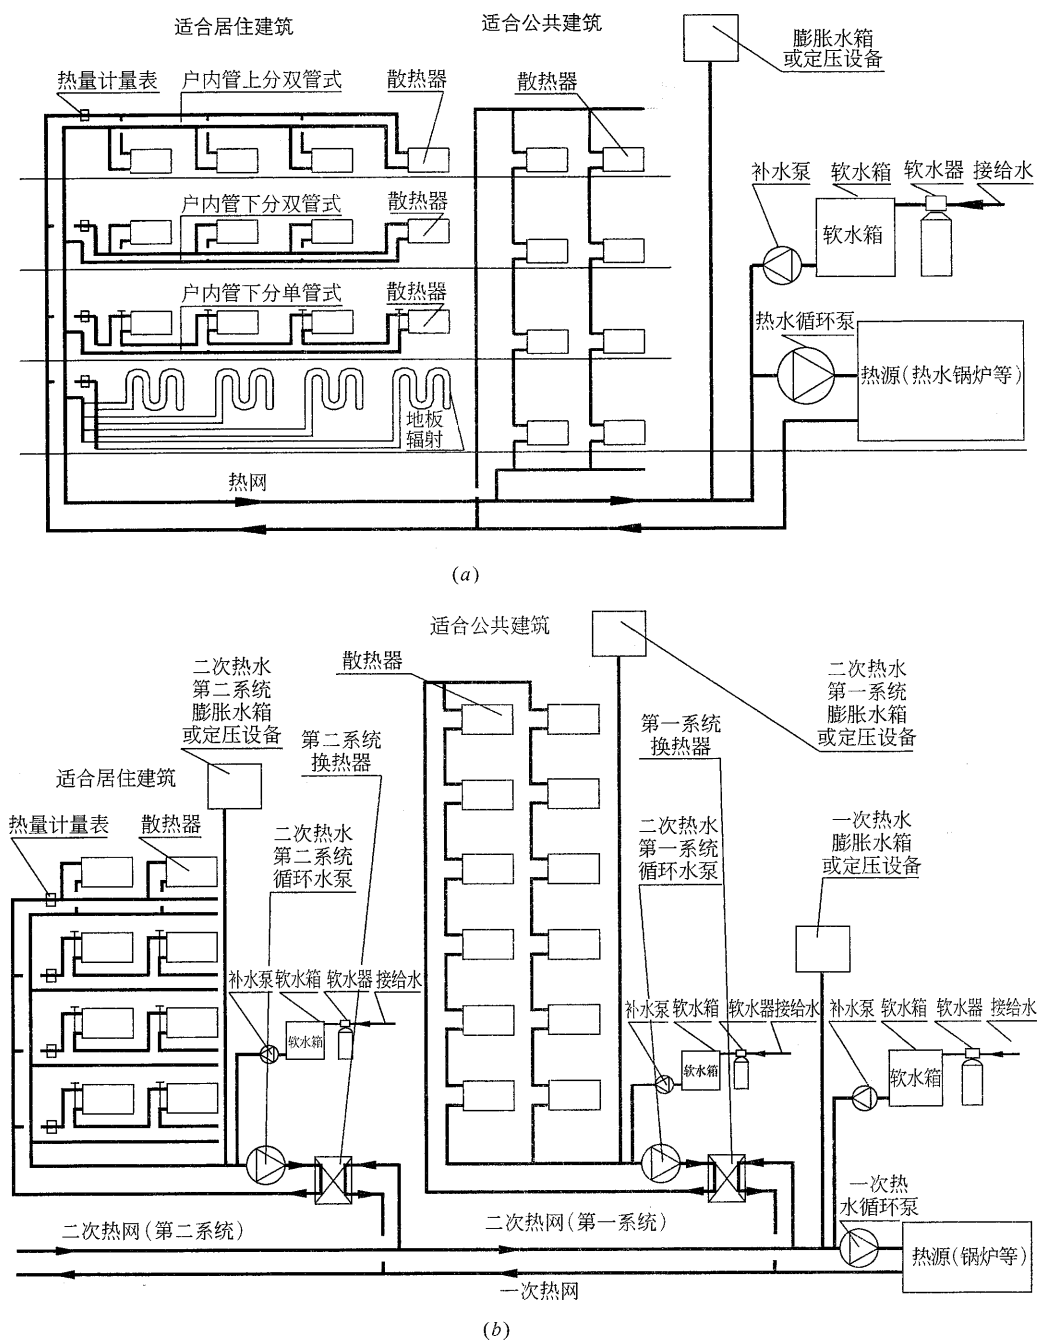 适合居住建筑
适合公共建筑
膨胀水箱
或定压设备
热量计量表
户内管上分双管式
散热器
散热器
补水泵
软水箱
软水器
接给水
户内管下分双管式
散热器
软水箱
户内管下分单管式
散热器
热水循环泵
热源(热水锅炉等)
地板
辐射
热网
(a)
适合公共建筑
散热器
二次热水
第二系统
膨胀水箱
或定压设备
第二系统
换热器
第一系统
换热器
二次热水
第一系统
膨胀水箱
或定压设备
适合居住建筑
热量计量表
散热器
二次热水
第二系统
循环水泵
二次热水
第一系统
循环水泵
一次热水
膨胀水箱
或定压设备
补水泵
软水箱
软水器
接给水
软水箱
补水泵
软水箱
软水器
接给水
软水箱
补水泵
软水箱
软水器
接给水
软水箱
一次热
水循环泵
二次热网(第二系统)
二次热网(第一系统)
热源(锅炉等)
一次热网
(b)